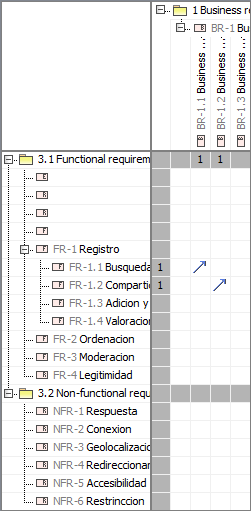 1 Business re
BR-1 Bu
BR-1.1 Business ...
BR-1.2 Business ...
BR-1.3 Business ...
3.1 Functional requirem
1 1
FR-1 Registro
FR-1.1 Busqueda
1
FR-1.2 Comparti
1
FR-1.3 Adicion y
FR-1.4 Valoracion
FR-2 Ordenacion
FR-3 Moderacion
FR-4 Legitimidad
3.2 Non-functional requ
NFR-1 Respuesta
NFR-2 Conexion
NFR-3 Geolocalizacio
NFR-4 Redireccionar
NFR-5 Accesibilidad
NFR-6 Restrinccion